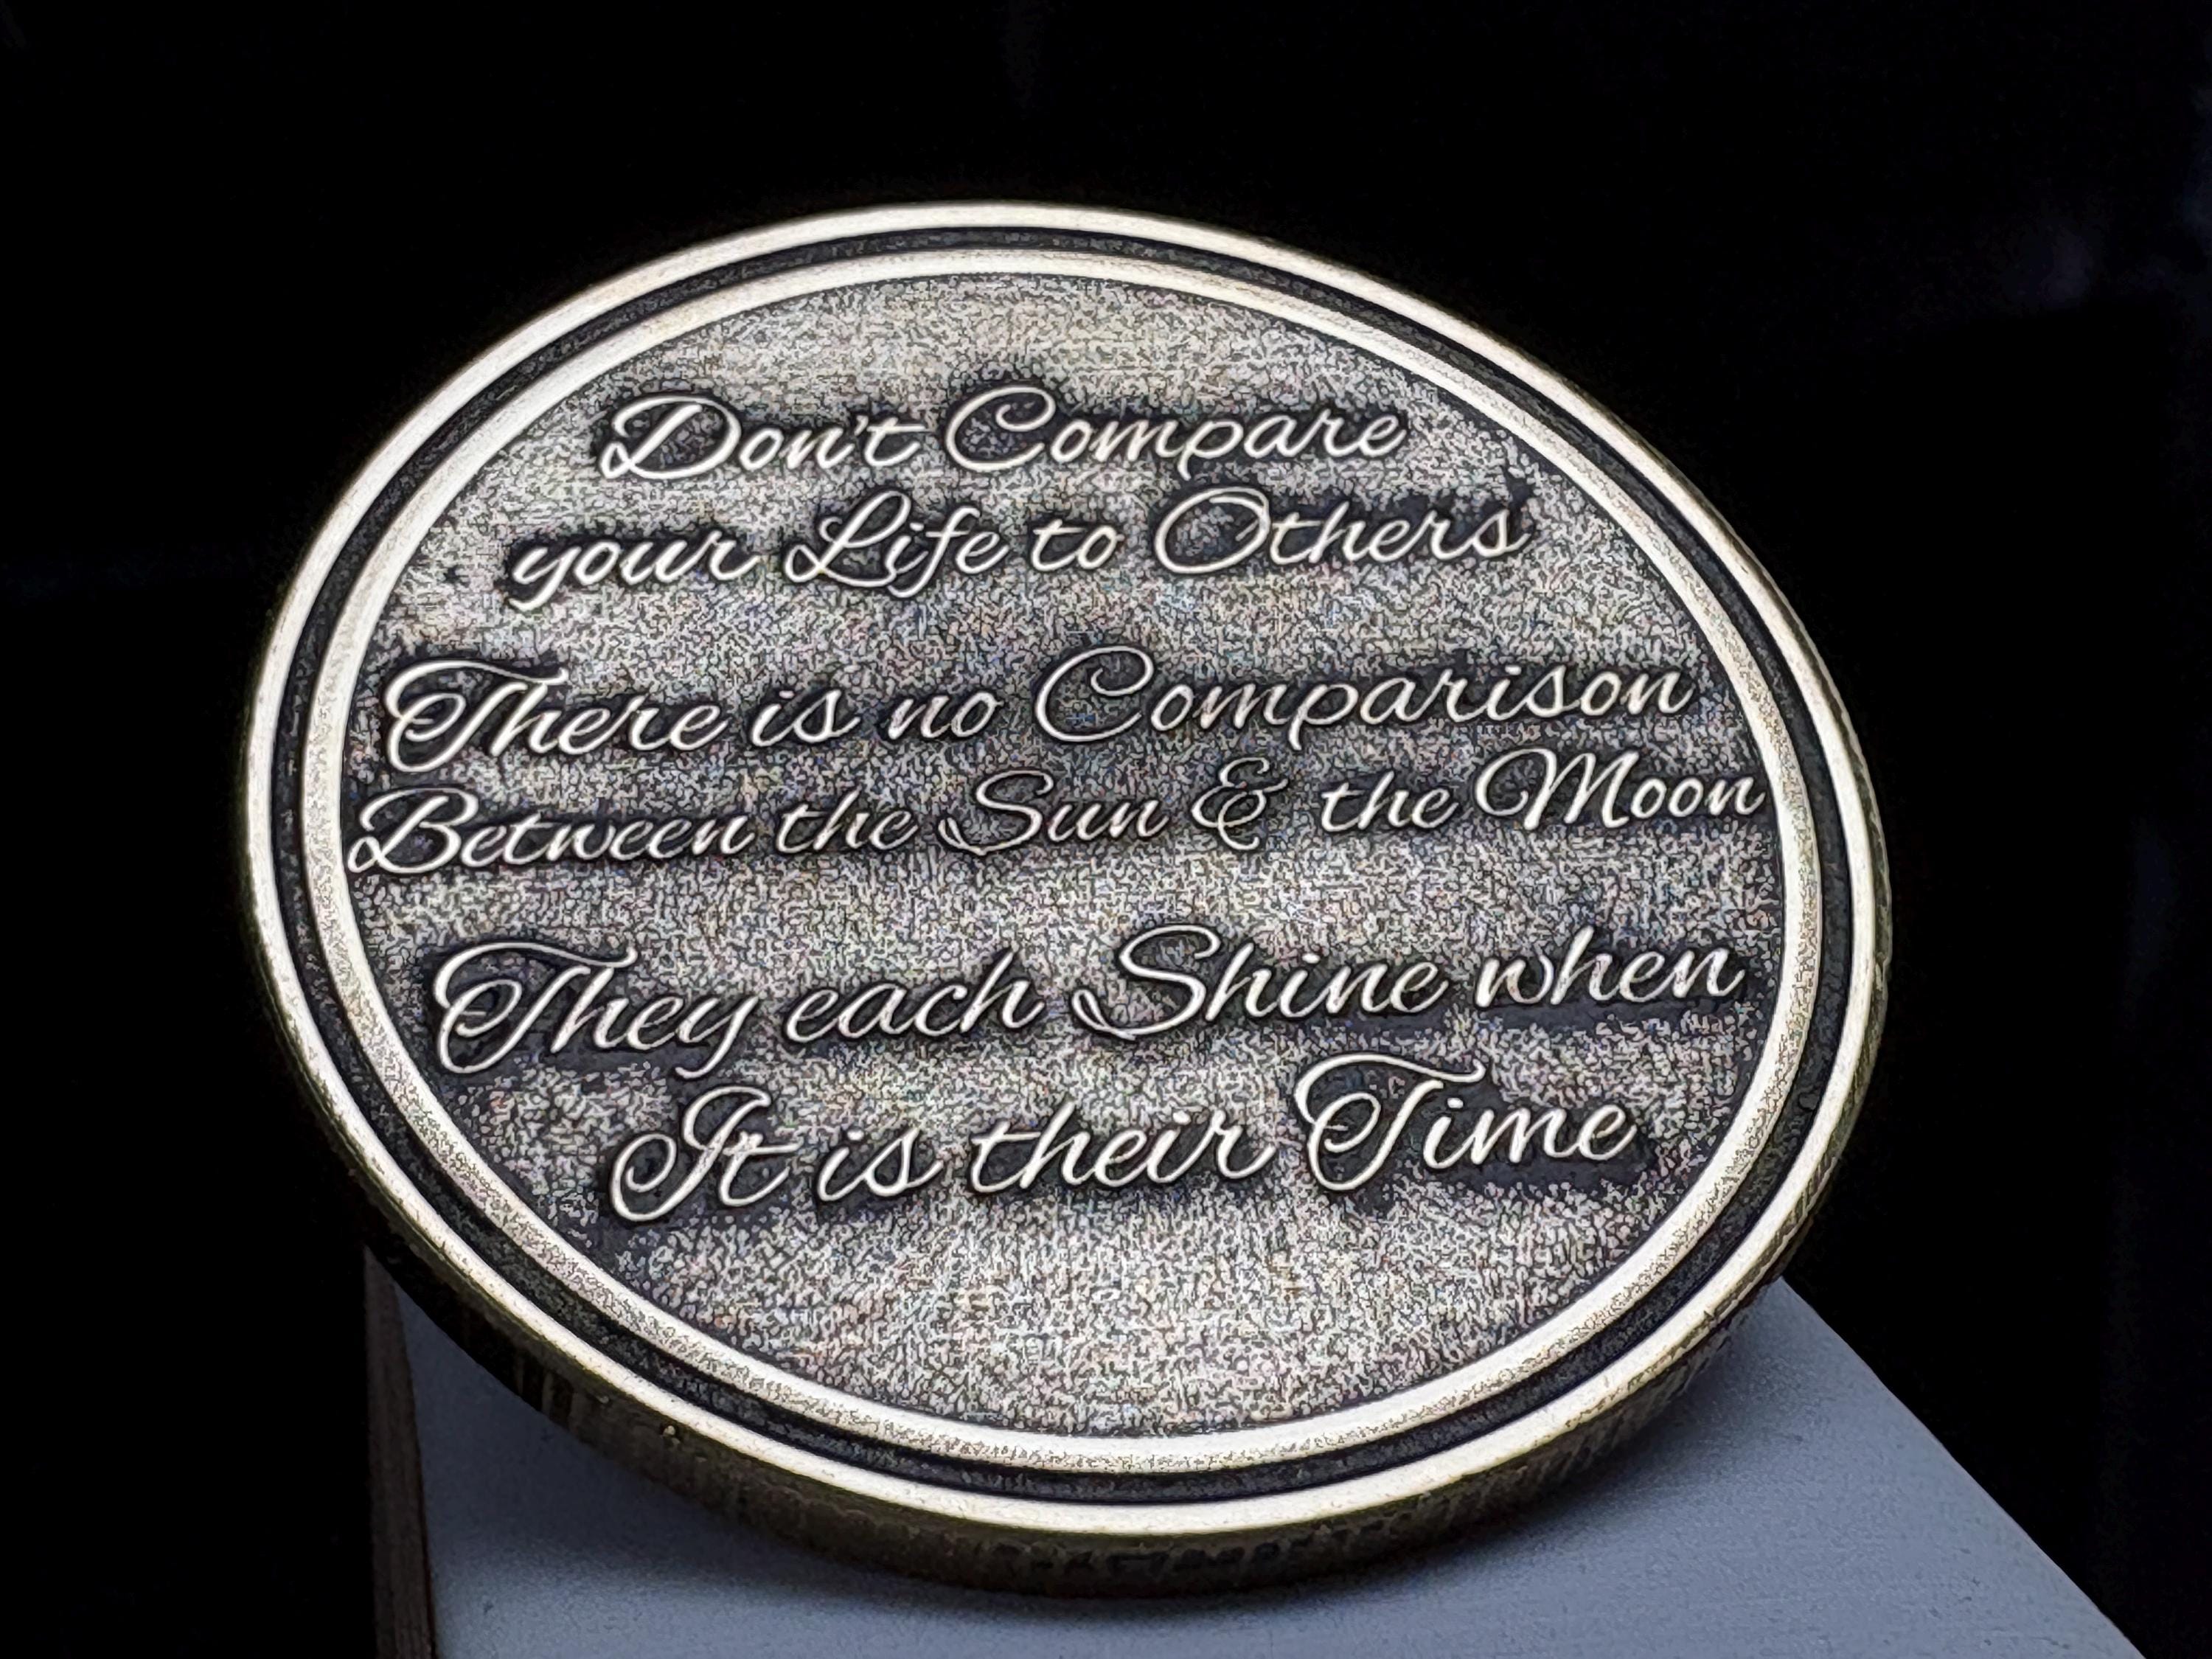 Don't Compare
your Life to Others'
There is no Comparison
Between the Sun & the Moon
They each Shine when
It is their Time